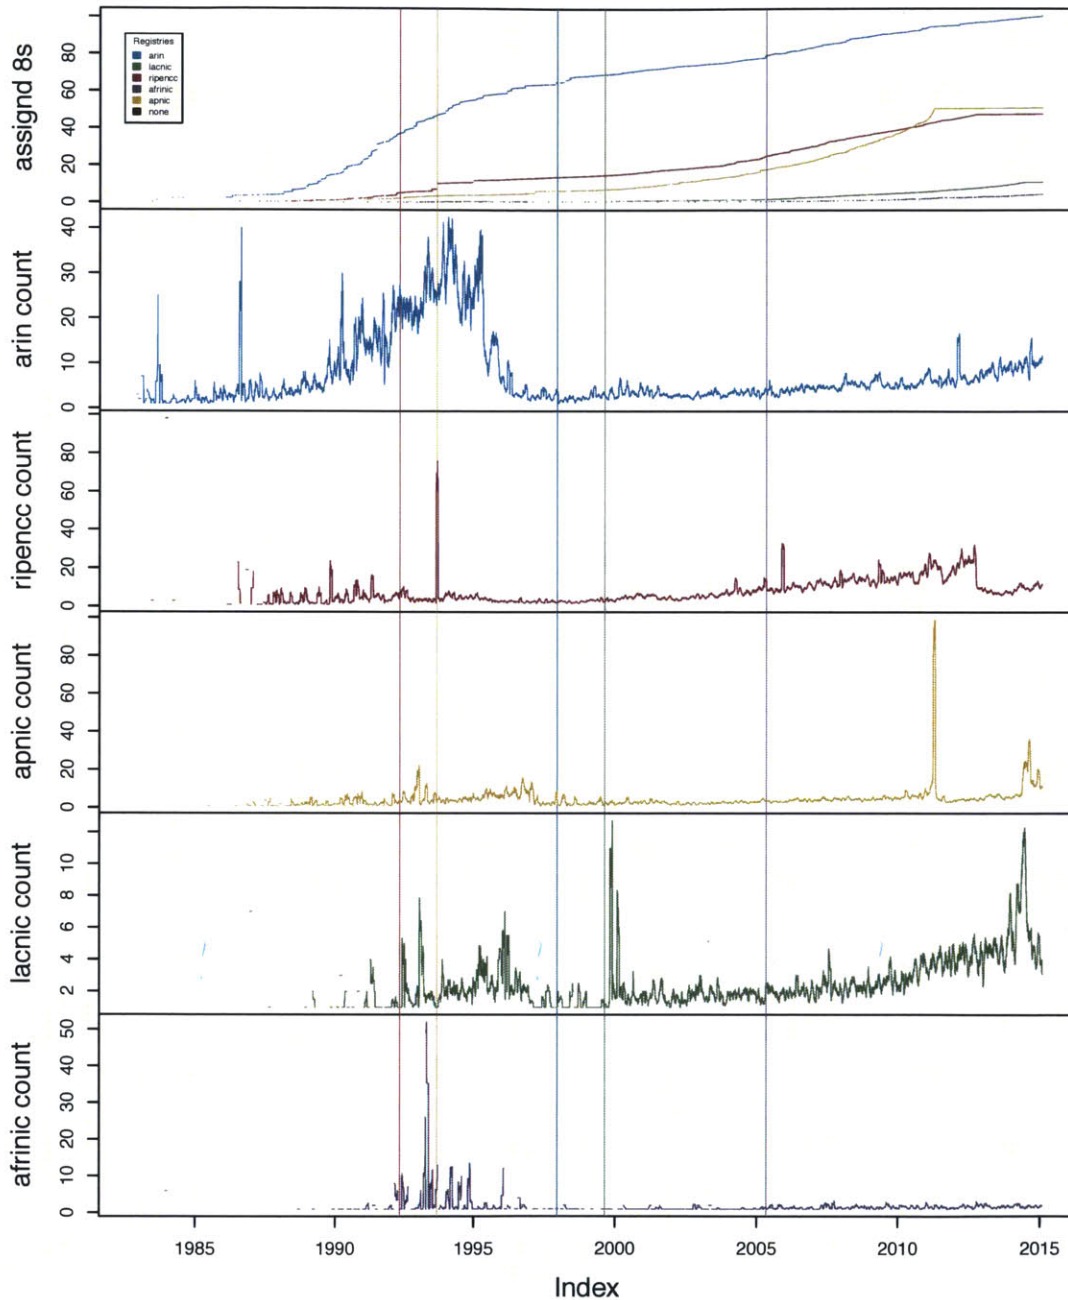 assignd 8s
0 20 40 60 80
Registries
arin
lacnic
ripencc
afrinic
apnic
none
arin count
0 10 20 30 40
ripencc count
0 20 40 60 80
apnic count
0 20 40 60 80
lacnic count
2 4 6 8 10
afrinic count
0 10 20 30 40 50
1985 1990 1995 2000 2005 2010 2015
Index